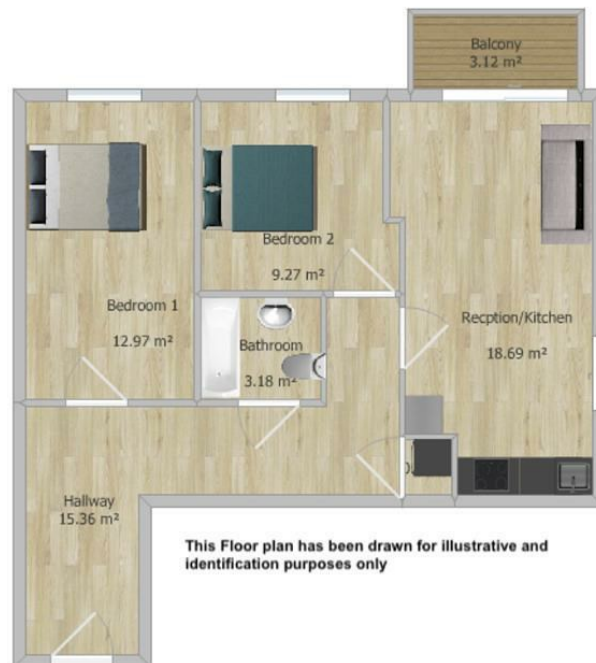 Balcony
3.12 m²
Bedroom 2
9.27 m²
Bedroom 1
12.97 m²
Recption/Kitchen
18.69 m²
Bathroom
3.18 m²
Hallway
15.36 m²
This Floor plan has been drawn for illustrative and
identification purposes only